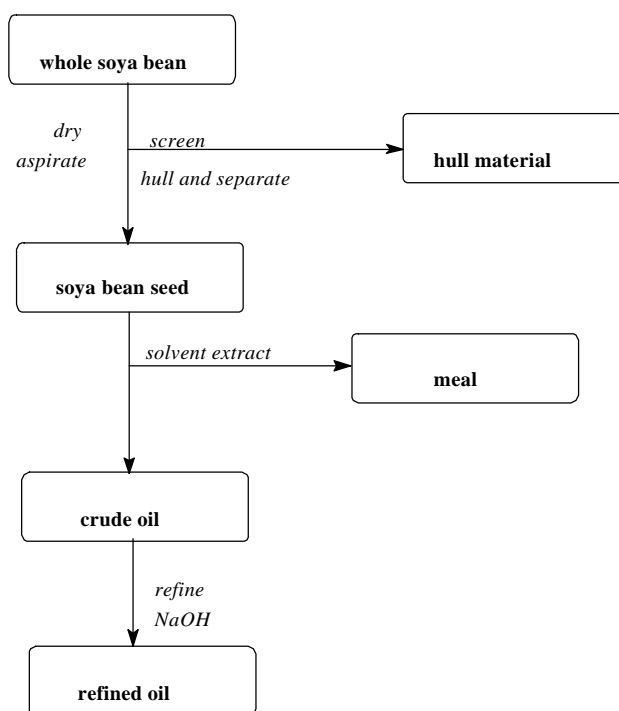 whole soya bean
dry
aspirate
screen
hull and separate
hull material
soya bean seed
solvent extract
meal
crude oil
refine
NaOH
refined oil